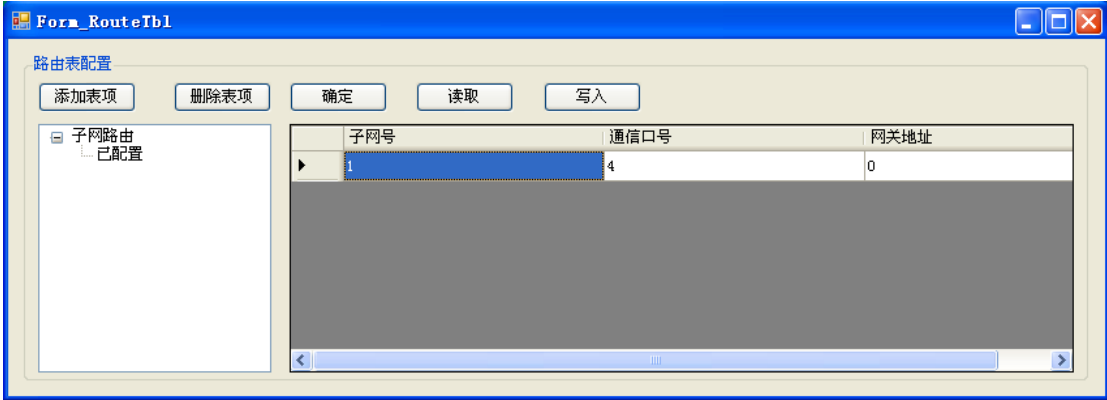 Form_RouteTbl
路由表配置
添加表项 删除表项 确定 读取 写入
子网路由
已配置
子网号 通信口号 网关地址
1 4 0